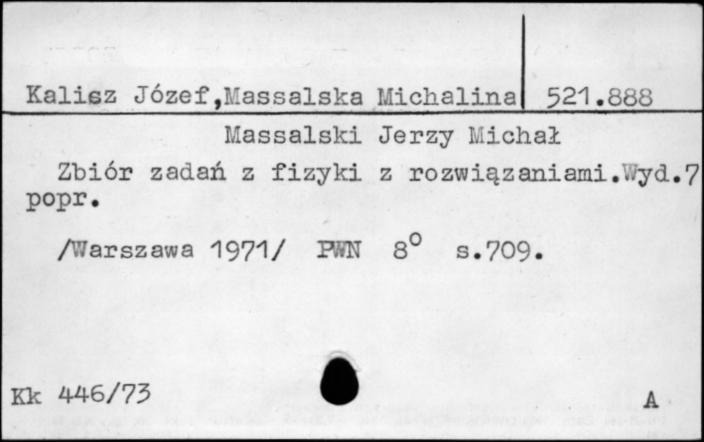 Kalisz Józef,Massalska Michalina 521.888
Massalski Jerzy Michał
Zbiór zadań z fizyki z rozwiązaniami.Wyd.7
popr.
/Warszawa 1971/ PWN 8° s.709.
Kk 446/73 A